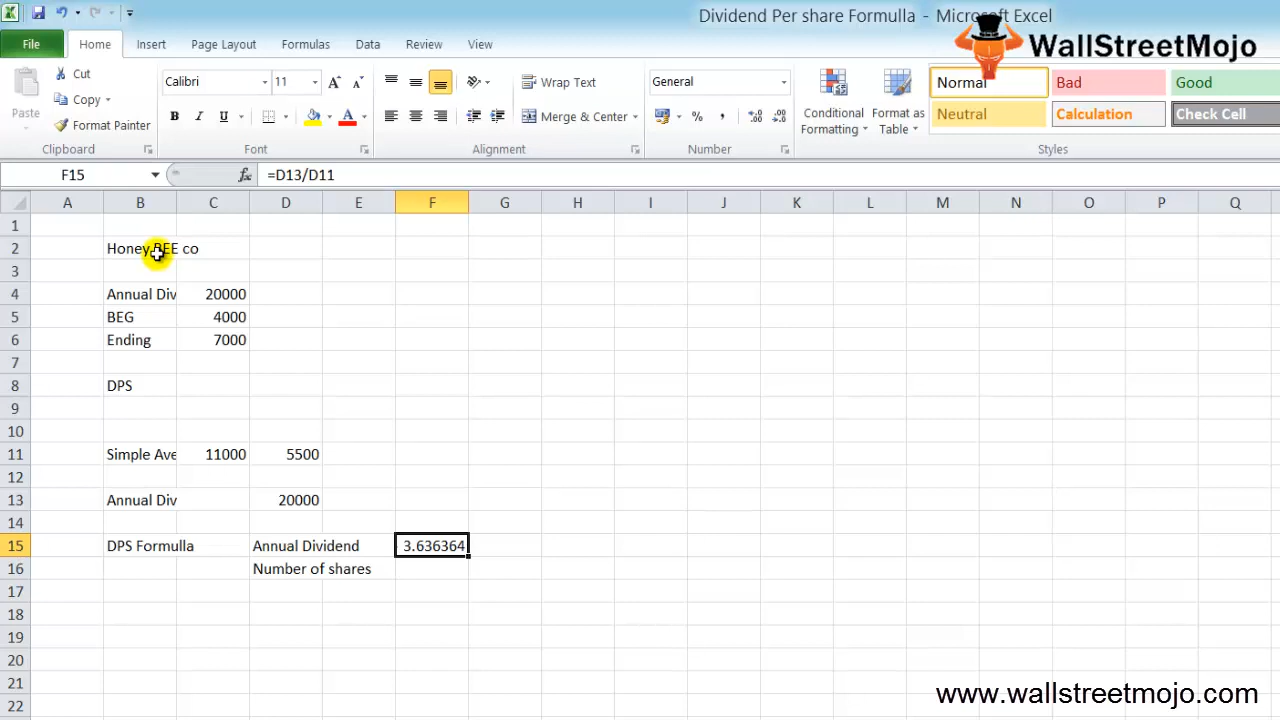 Dividend Per share Formulla - Microsoft Excel
WallStreetMojo
File Home Insert Page Layout Formulas Data Review View
Paste
Cut
Copy
Format Painter
Clipboard
Calibri 11 A A
B I U A
Font
Wrap Text
Merge & Center
Alignment
General
% ,
Number
Conditional Formatting
Format as Table
Normal Bad Good
Neutral Calculation Check Cell
Styles
F15 fx =D13/D11
A B C D E F G H I J K L M N O P Q
1
2 Honey BEE co
3
4 Annual Div 20000
5 BEG 4000
6 Ending 7000
7
8 DPS
9
10
11 Simple Ave 11000 5500
12
13 Annual Div 20000
14
15 DPS Formulla Annual Dividend 3.636364
16 Number of shares
17
18
19
20
21
22
www.wallstreetmojo.com